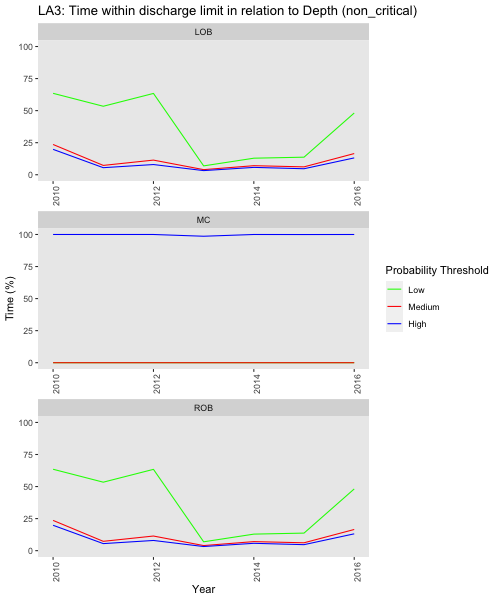 LA3: Time within discharge limit in relation to Depth (non_critical)
LOB
100
75
50
25
0
2010
2012
2014
2016
MC
100
75
50
25
0
2010
2012
2014
2016
Time (%)
ROB
100
75
50
25
0
2010
2012
2014
2016
Year
Probability Threshold
Low
Medium
High